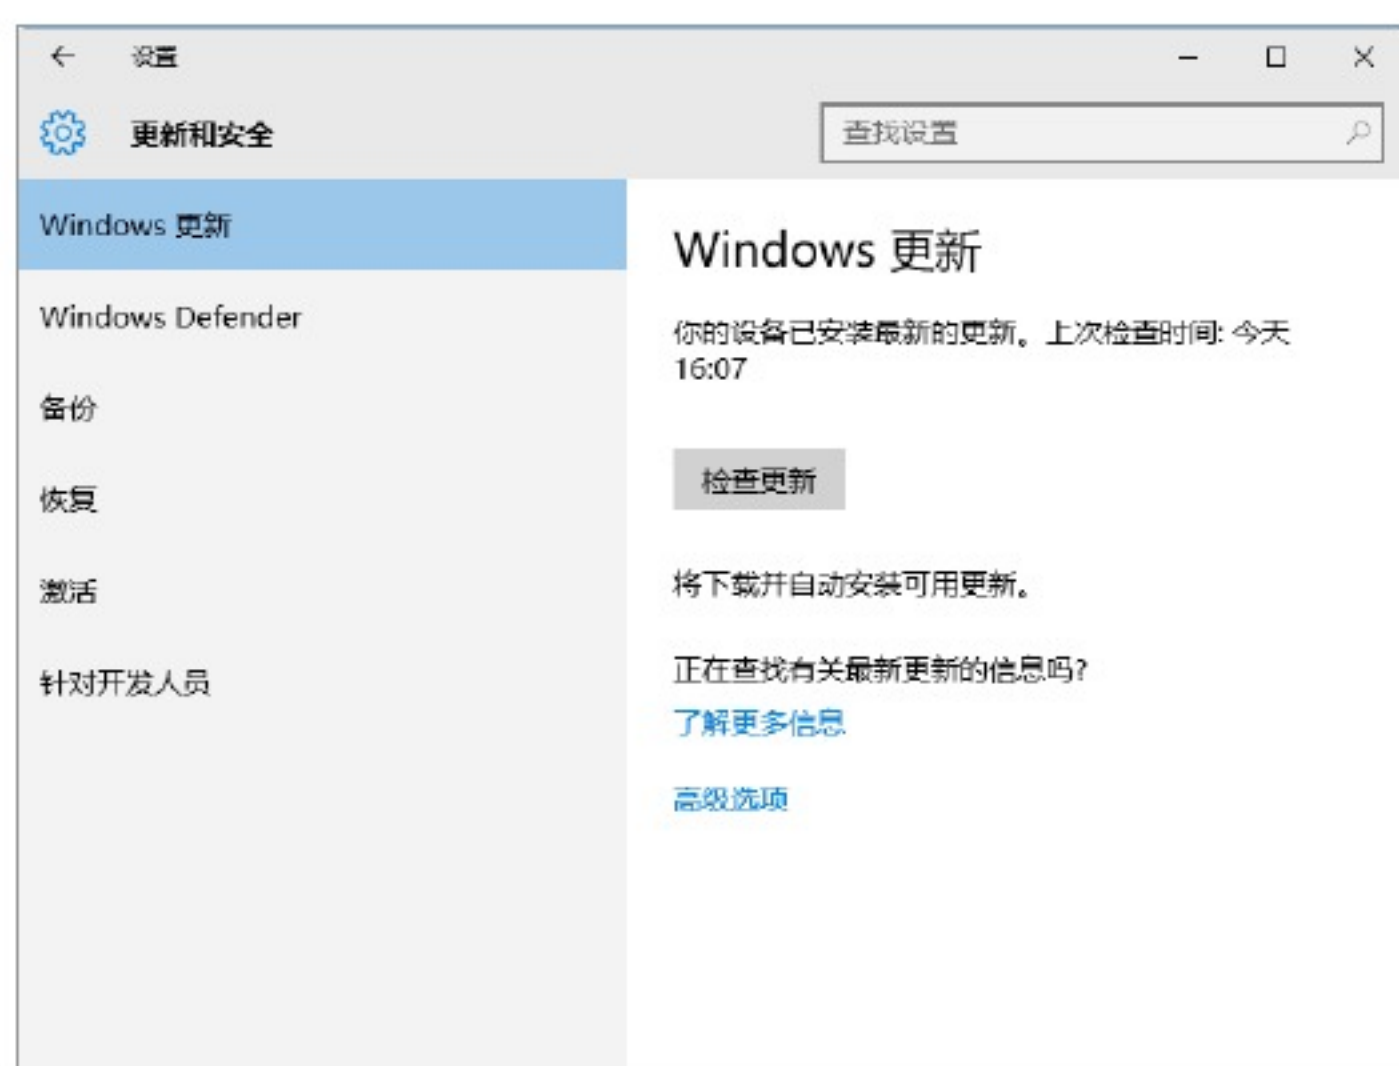 设置
更新和安全
查找设置
Windows 更新
Windows Defender
备份
恢复
激活
针对开发人员
Windows 更新
你的设备已安装最新的更新。上次检查时间: 今天
16:07
检查更新
将下载并自动安装可用更新。
正在查找有关最新更新的信息吗?
了解更多信息
高级选项